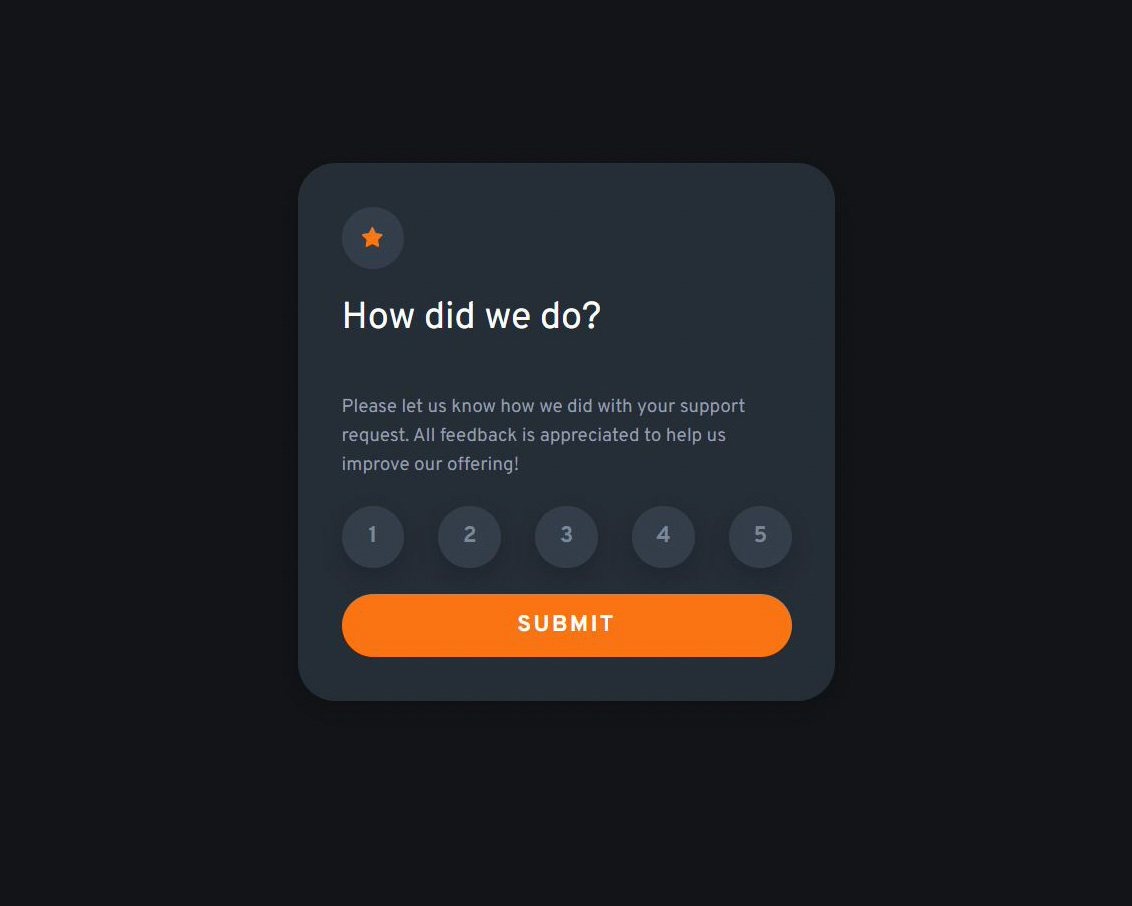 How did we do?
Please let us know how we did with your support
request. All feedback is appreciated to help us
improve our offering!
1 2 3 4 5
SUBMIT